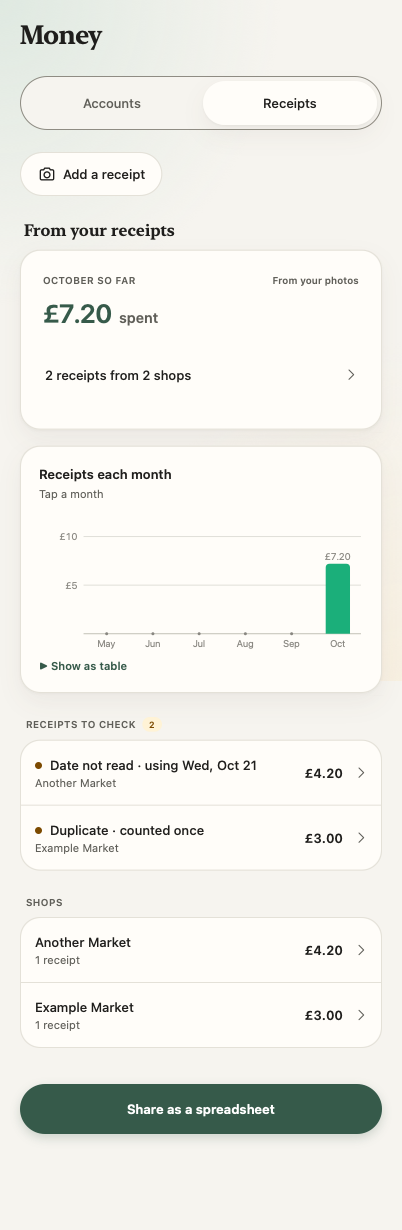 Money
Accounts
Receipts
Add a receipt
From your receipts
OCTOBER SO FAR
From your photos
£7.20 spent
2 receipts from 2 shops
Receipts each month
Tap a month
£10
£7.20
£5
May Jun Jul Aug Sep Oct
Show as table
RECEIPTS TO CHECK 2
Date not read · using Wed, Oct 21
£4.20
Another Market
Duplicate · counted once
£3.00
Example Market
SHOPS
Another Market
£4.20
1 receipt
Example Market
£3.00
1 receipt
Share as a spreadsheet